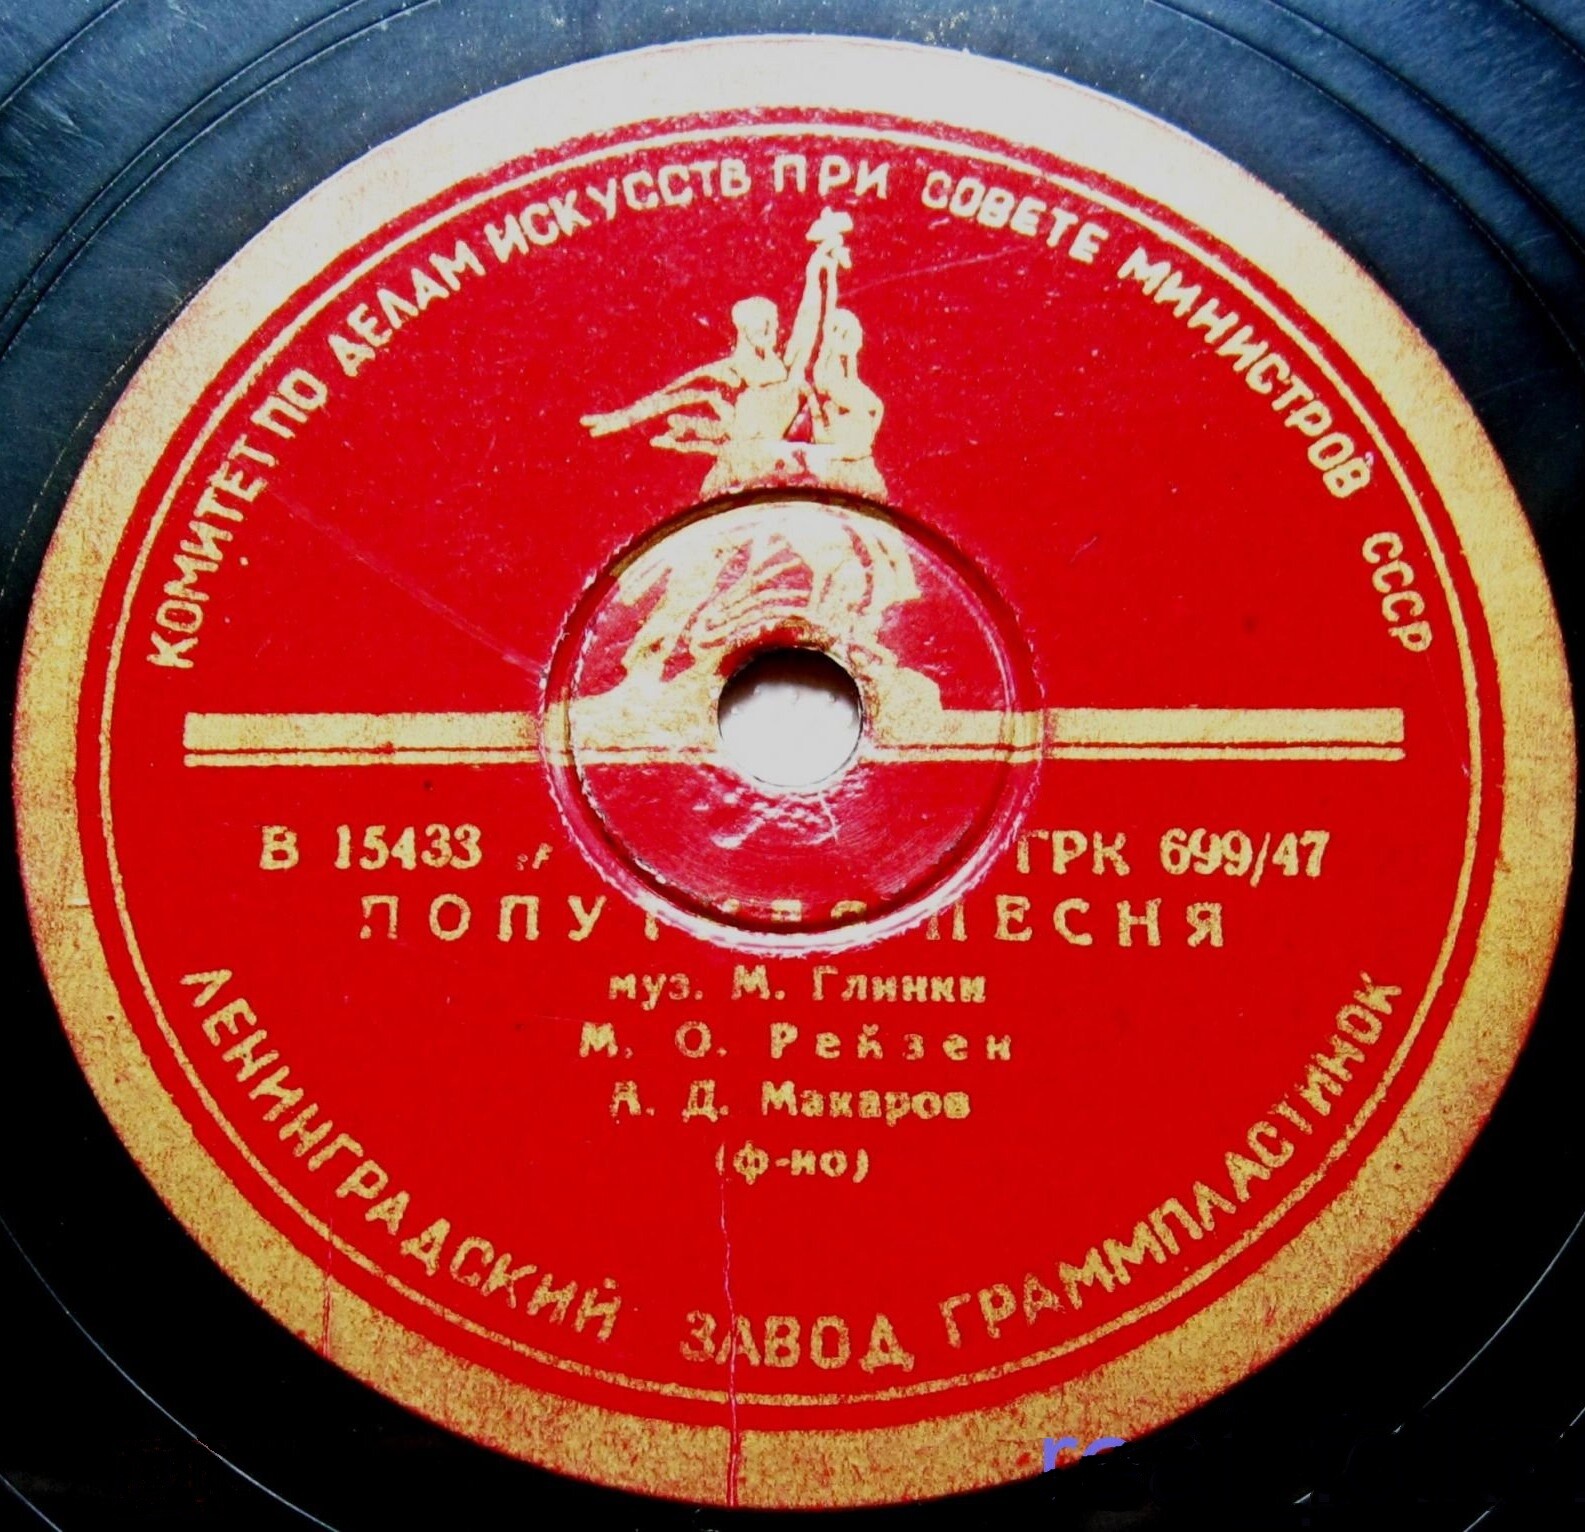 КОМИТЕТ ПО ДЕЛАМ ИСКУССТВ ПРИ СОВЕТЕ МИНИСТРОВ СССР
В 15433 ГРК 699/47
ПОПУТНАЯ ПЕСНЯ
муз. М. Глинки
М. О. Рейзен
А. Д. Макаров
(ф-но)
ЛЕНИНГРАДСКИЙ ЗАВОД ГРАММПЛАСТИНОК